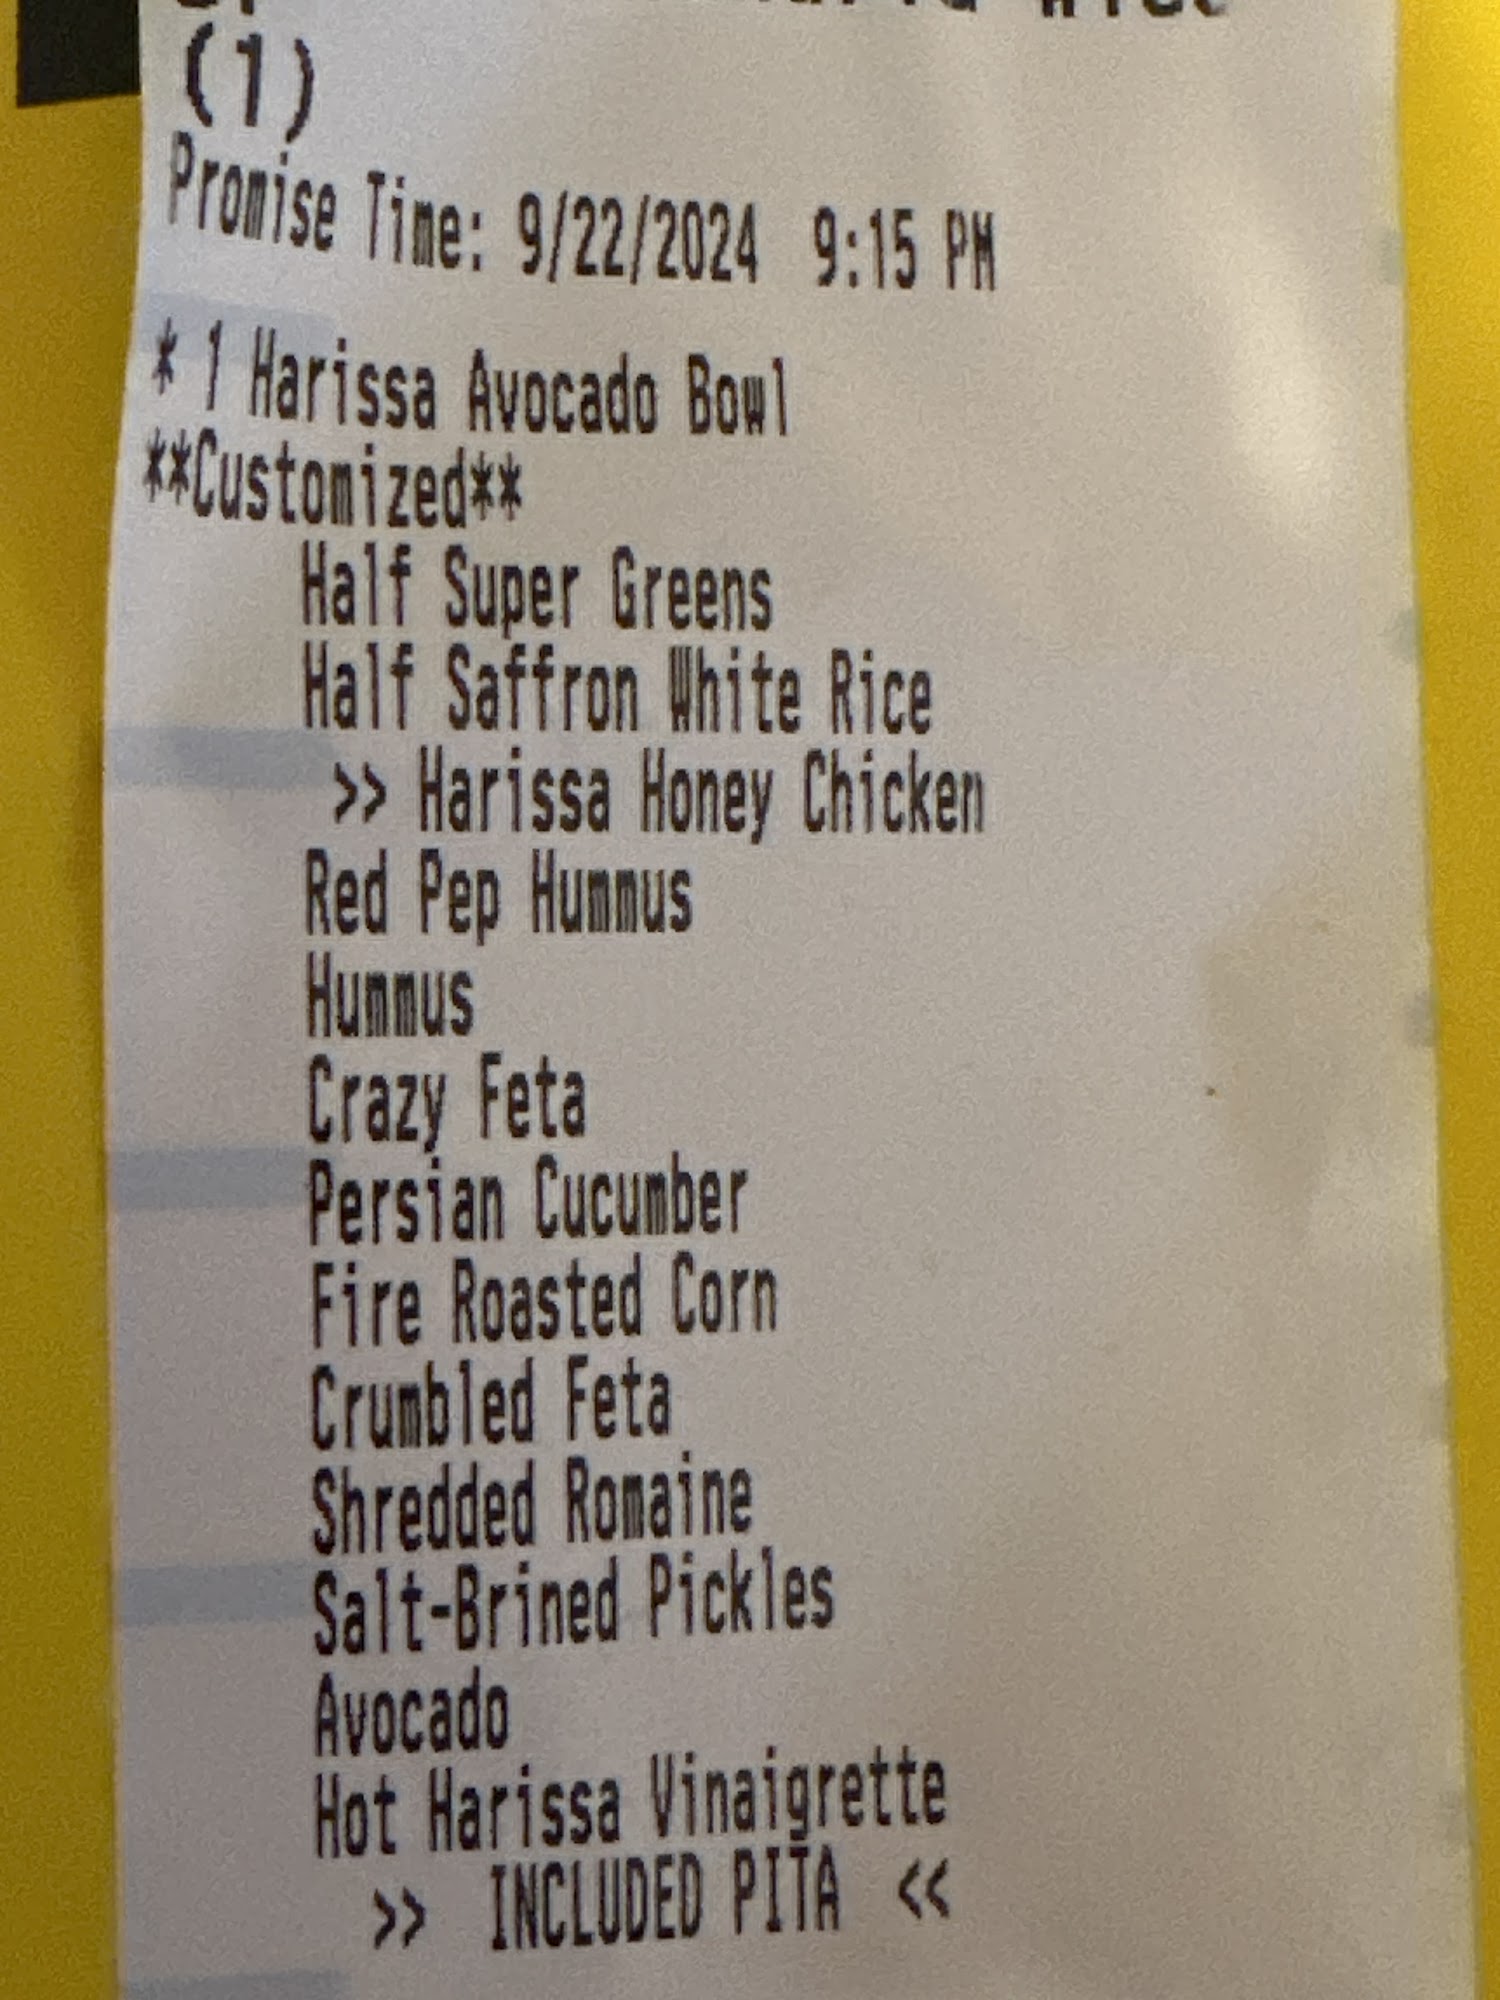 (1)
Promise Time: 9/22/2024 9:15 PM
* 1 Harissa Avocado Bowl
**Customized**
Half Super Greens
Half Saffron White Rice
>> Harissa Honey Chicken
Red Pep Hummus
Hummus
Crazy Feta
Persian Cucumber
Fire Roasted Corn
Crumbled Feta
Shredded Romaine
Salt-Brined Pickles
Avocado
Hot Harissa Vinaigrette
>> INCLUDED PITA <<